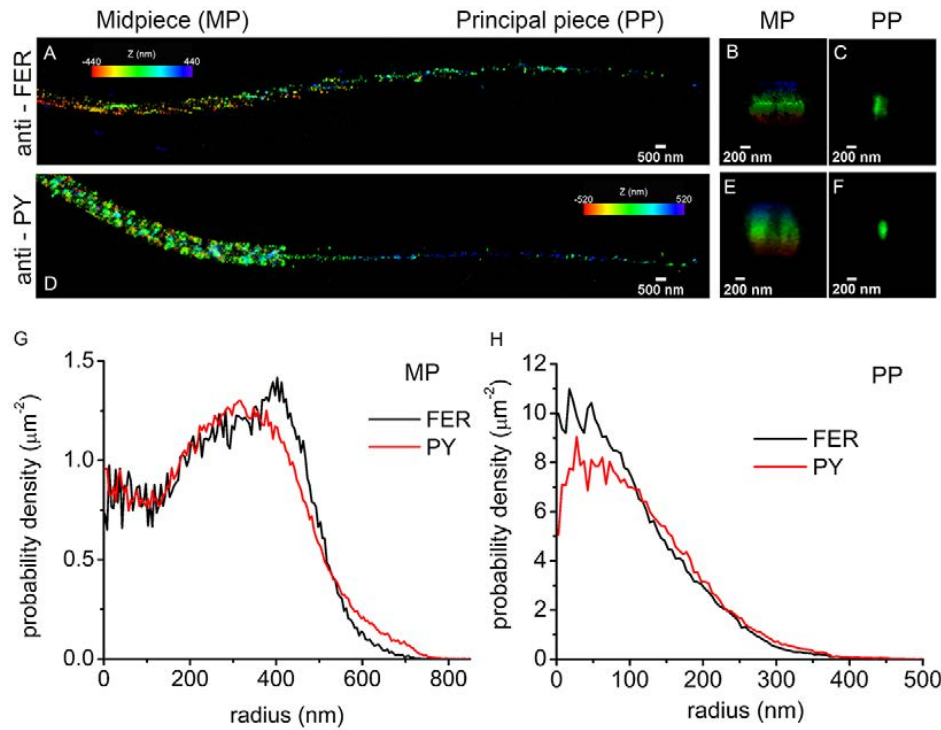 Midpiece (MP) Principal piece (PP) MP PP
anti - FER
A
Z (nm)
-440 440
500 nm
B
200 nm
C
200 nm
anti - PY
D
Z (nm)
-520 520
500 nm
E
200 nm
F
200 nm
G
MP
FER
PY
probability density (μm⁻²)
1.5
1.0
0.5
0.0
0 200 400 600 800
radius (nm)
H
PP
FER
PY
probability density (μm⁻²)
12
10
8
6
4
2
0
0 100 200 300 400 500
radius (nm)